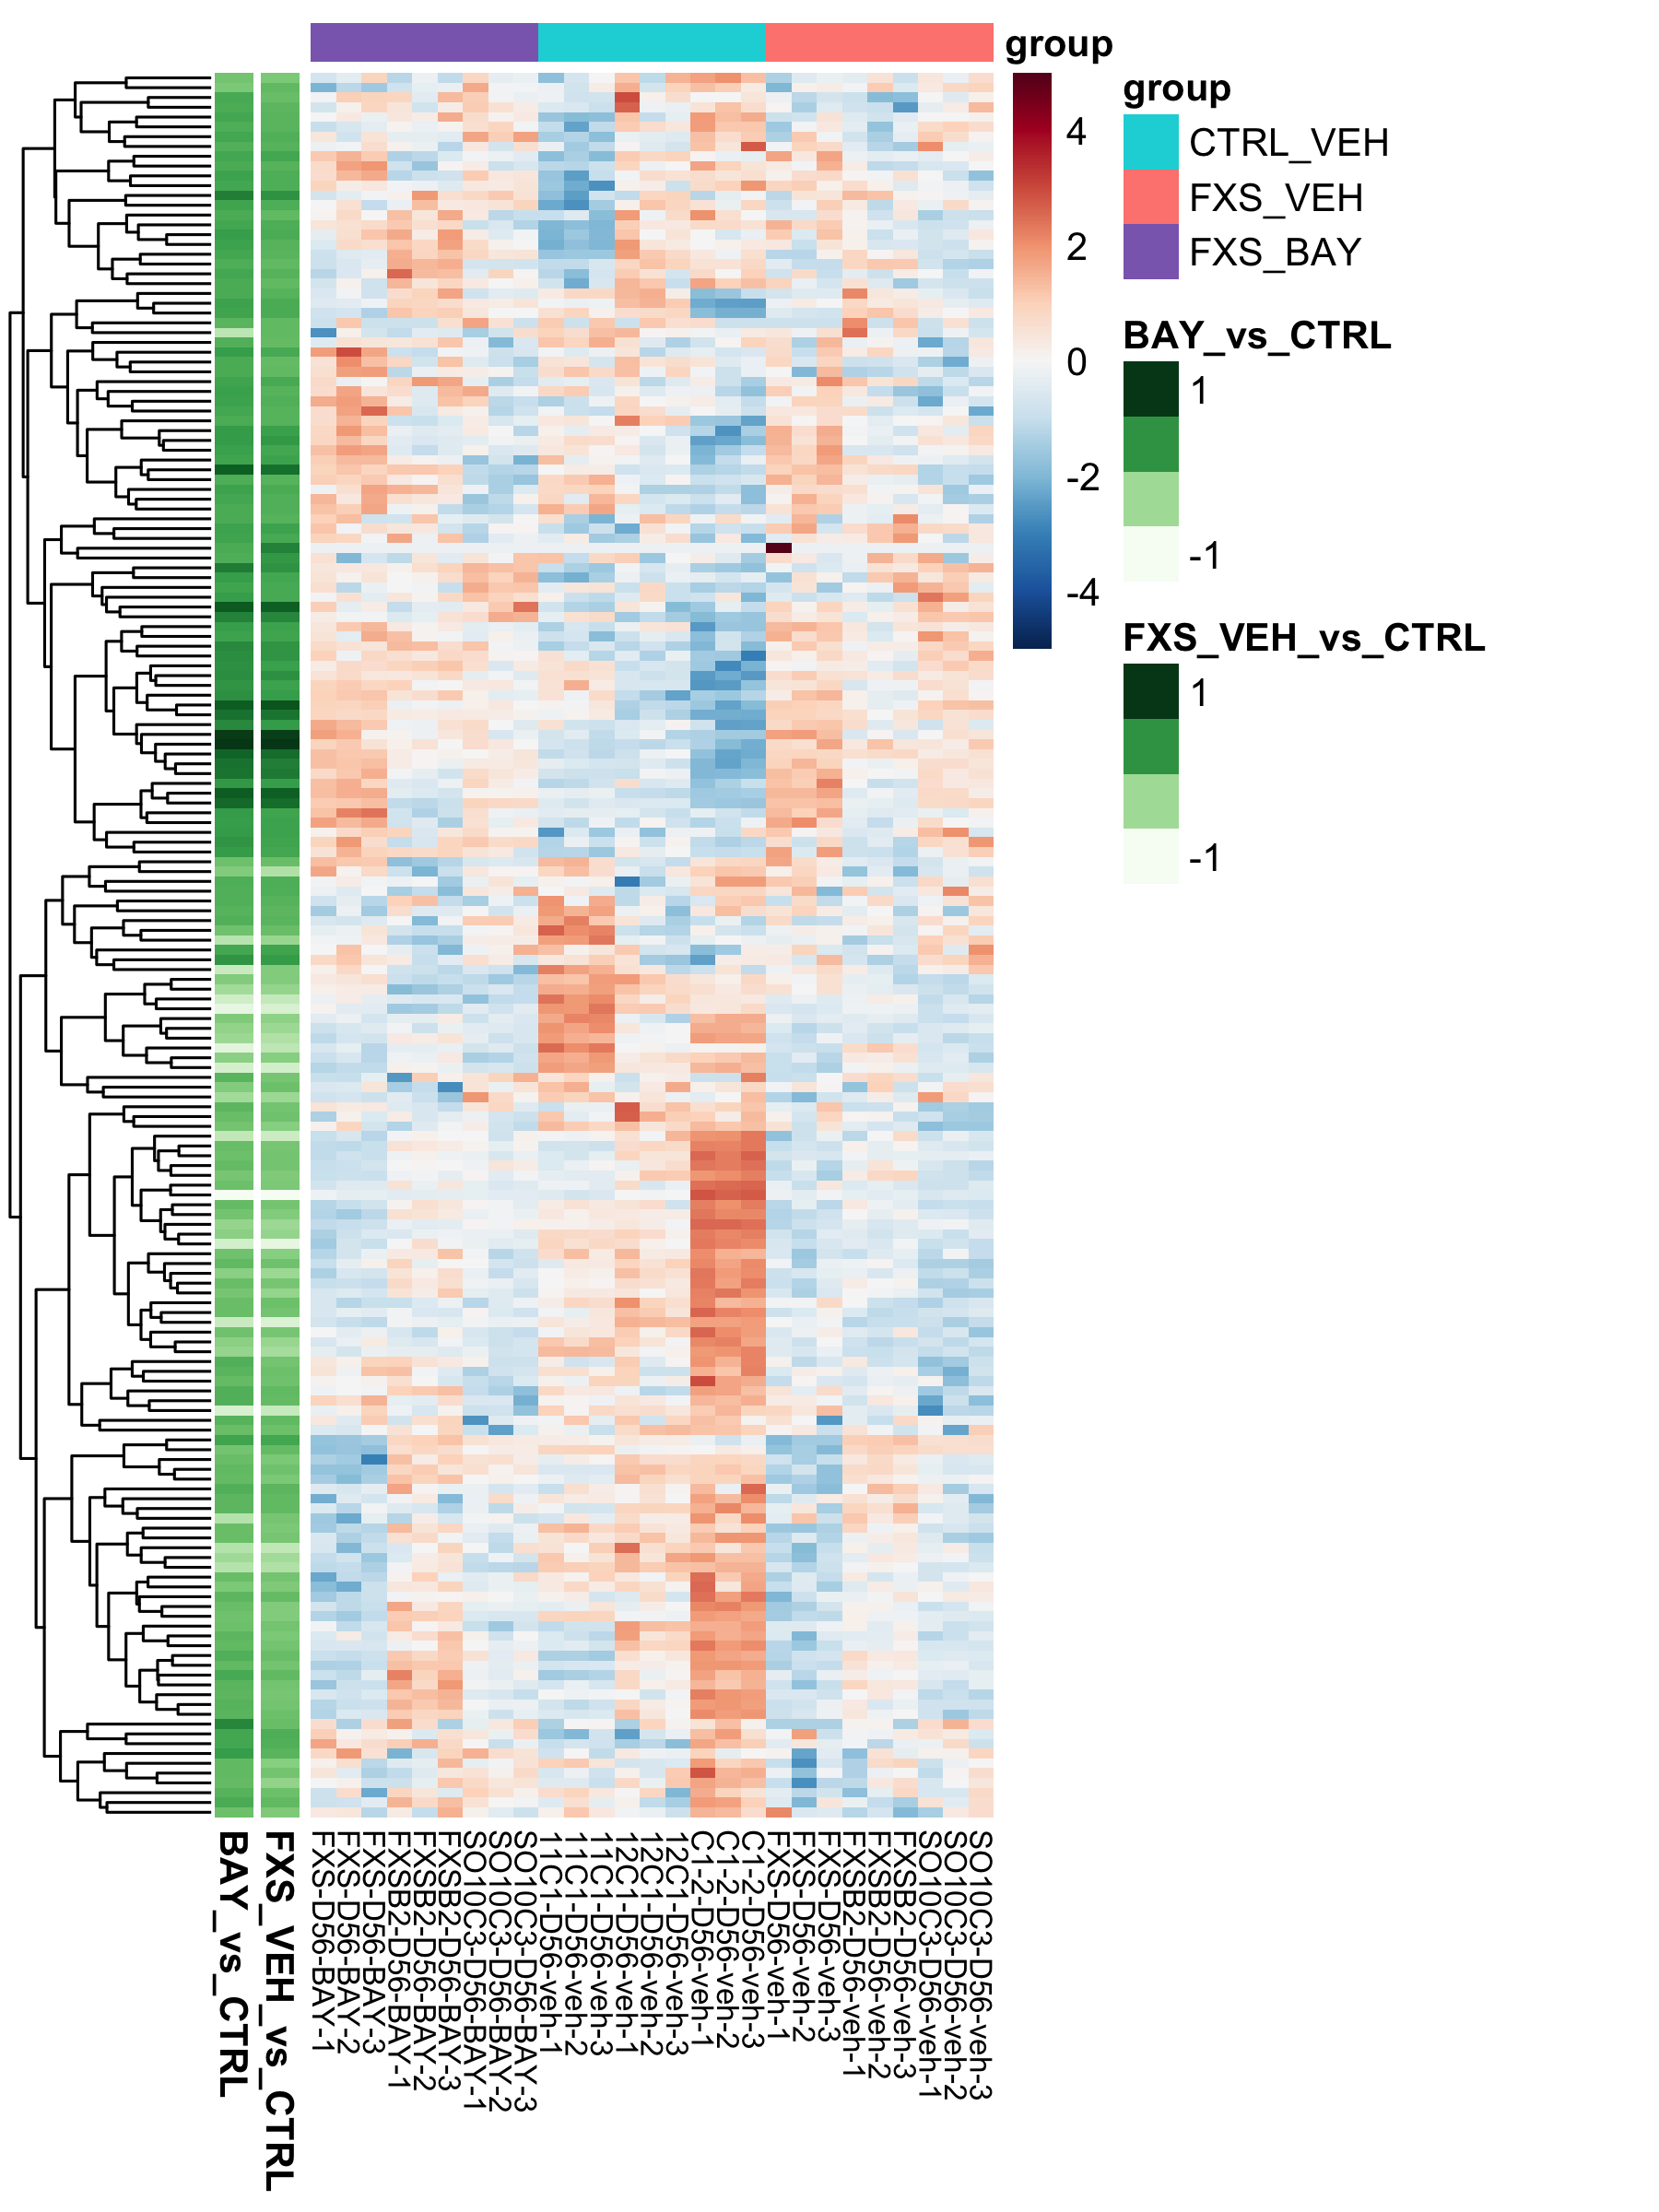 group
4
2
0
-2
-4
group
CTRL_VEH
FXS_VEH
FXS_BAY
BAY_vs_CTRL
1
-1
FXS_VEH_vs_CTRL
1
-1
BAY_vs_CTRL
FXS_VEH_vs_CTRL
FXS-D56-BAY-1
FXS-D56-BAY-2
FXS-D56-BAY-3
FXSB2-D56-BAY-1
FXSB2-D56-BAY-2
FXSB2-D56-BAY-3
SO10C3-D56-BAY-1
SO10C3-D56-BAY-2
SO10C3-D56-BAY-3
11C1-D56-veh-1
11C1-D56-veh-2
11C1-D56-veh-3
12C1-D56-veh-1
12C1-D56-veh-2
12C1-D56-veh-3
C1-2-D56-veh-1
C1-2-D56-veh-2
C1-2-D56-veh-3
FXS-D56-veh-1
FXS-D56-veh-2
FXS-D56-veh-3
FXSB2-D56-veh-1
FXSB2-D56-veh-2
FXSB2-D56-veh-3
SO10C3-D56-veh-1
SO10C3-D56-veh-2
SO10C3-D56-veh-3